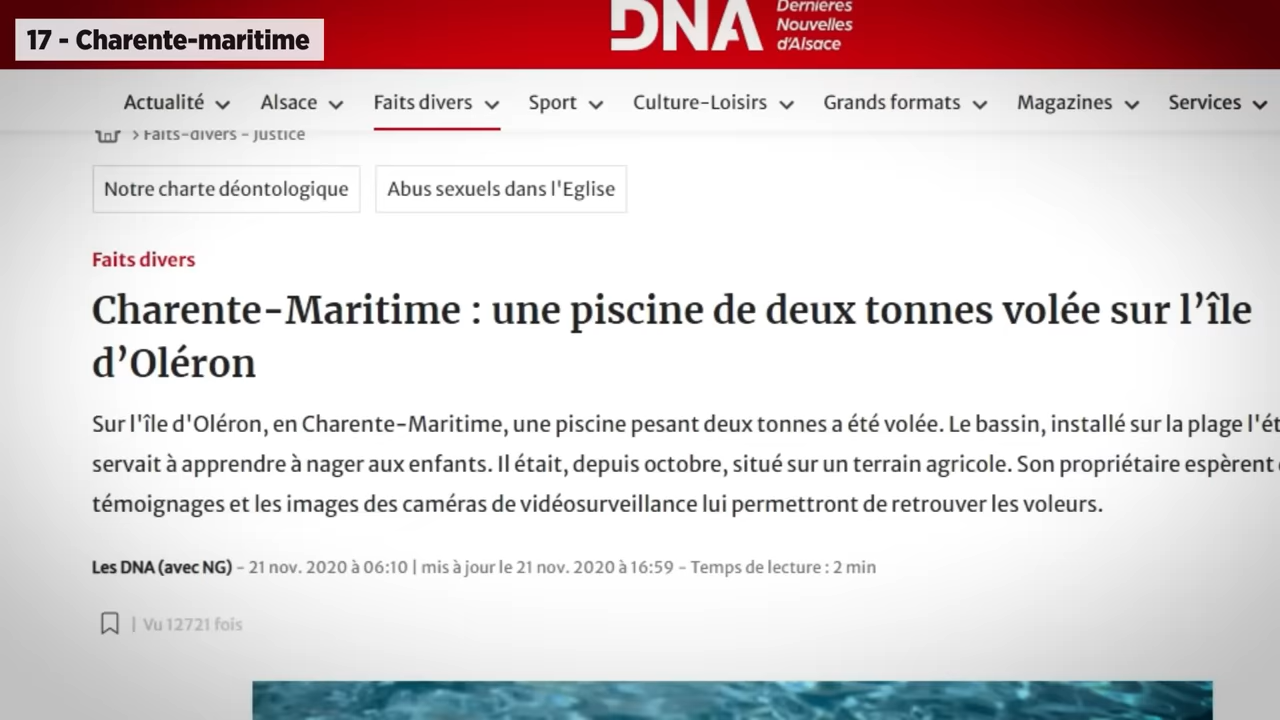 17 - Charente-maritime
DNA
Dernières
Nouvelles
d'Alsace
Actualité
Alsace
Faits divers
Sport
Culture-Loisirs
Grands formats
Magazines
Services
> Faits-divers - Justice
Notre charte déontologique
Abus sexuels dans l'Eglise
Faits divers
Charente-Maritime : une piscine de deux tonnes volée sur l’île
d’Oléron
Sur l'île d'Oléron, en Charente-Maritime, une piscine pesant deux tonnes a été volée. Le bassin, installé sur la plage l'ét
servait à apprendre à nager aux enfants. Il était, depuis octobre, situé sur un terrain agricole. Son propriétaire espèrent
témoignages et les images des caméras de vidéosurveillance lui permettront de retrouver les voleurs.
Les DNA (avec NG) - 21 nov. 2020 à 06:10 | mis à jour le 21 nov. 2020 à 16:59 - Temps de lecture : 2 min
| Vu 12721 fois